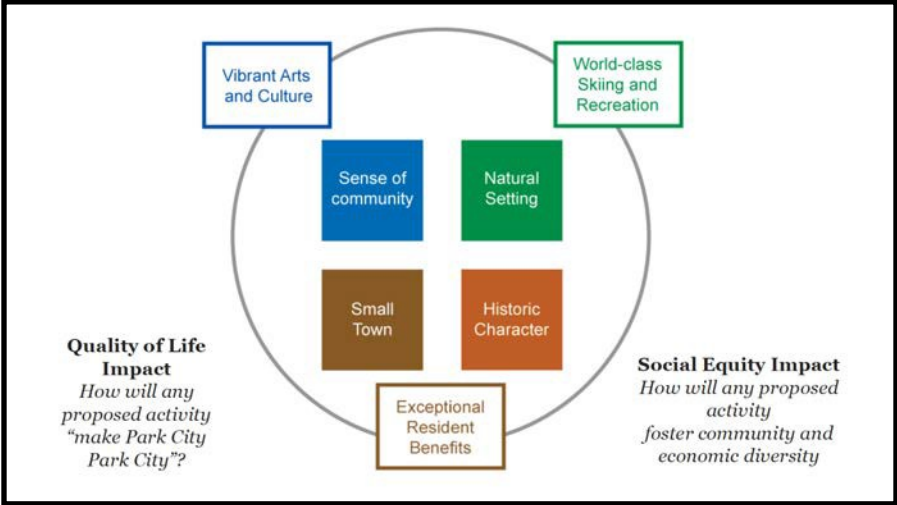 Vibrant Arts
and Culture
World-class
Skiing and
Recreation
Sense of
community
Natural
Setting
Small
Town
Historic
Character
Quality of Life
Impact
How will any
proposed activity
“make Park City
Park City”?
Exceptional
Resident
Benefits
Social Equity Impact
How will any proposed
activity
foster community and
economic diversity